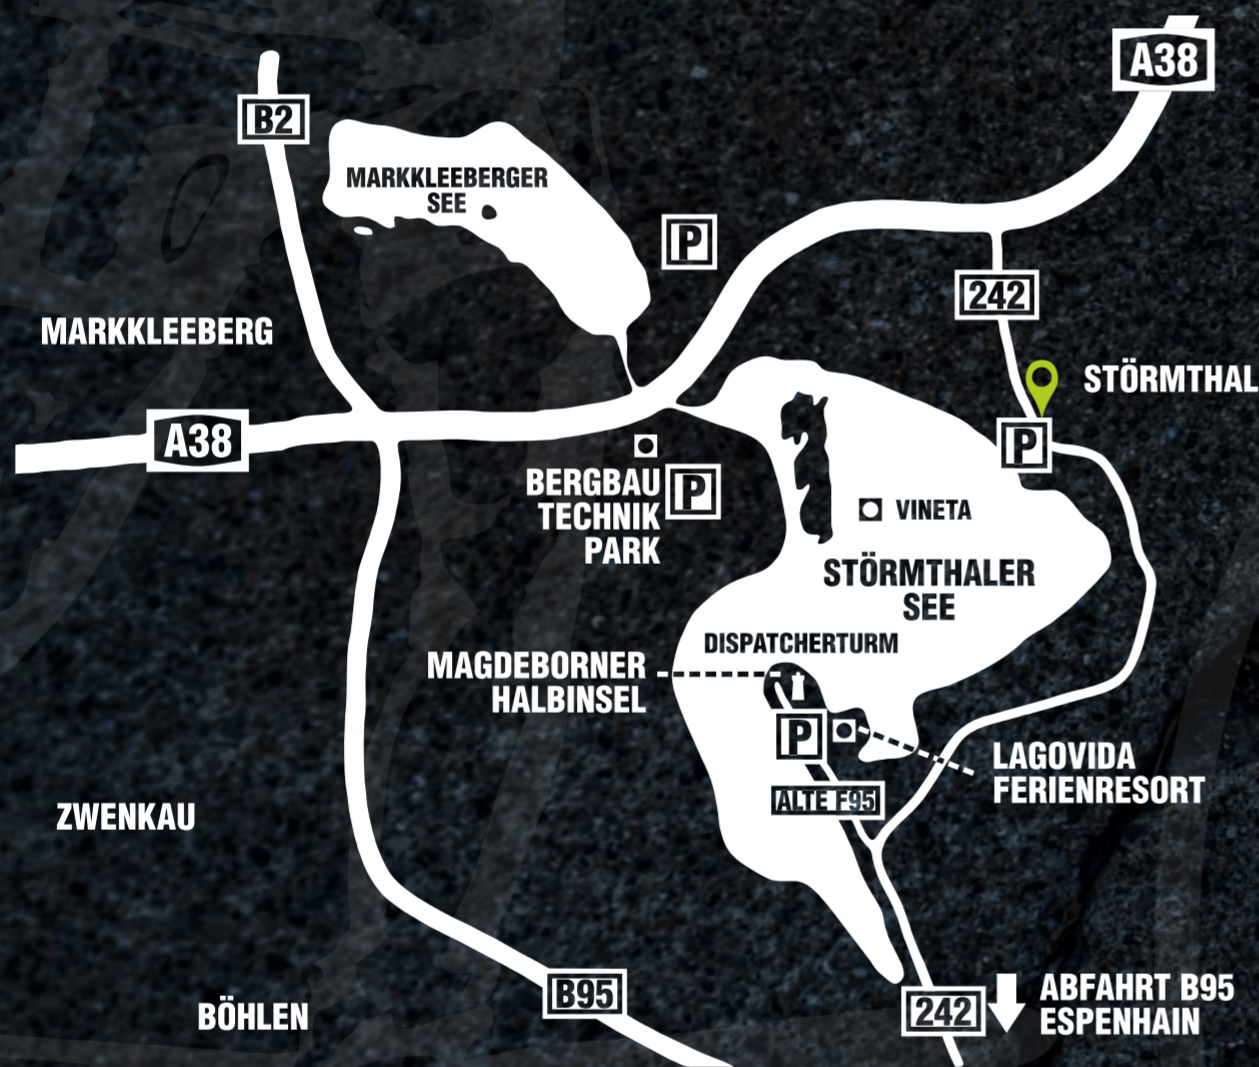 A38
B2
MARKKLEEBERGER
SEE
P
242
MARKKLEEBERG
STÖRMTHAL
A38
P
BERGBAU
TECHNIK
PARK
P
VINETA
STÖRMTHALER
SEE
DISPATCHERTURM
MAGDEBORNER
HALBINSEL
P
LAGOVIDA
FERIENRESORT
ALTE F95
ZWENKAU
B95
ABFAHRT B95
ESPENHAIN
242
BÖHLEN